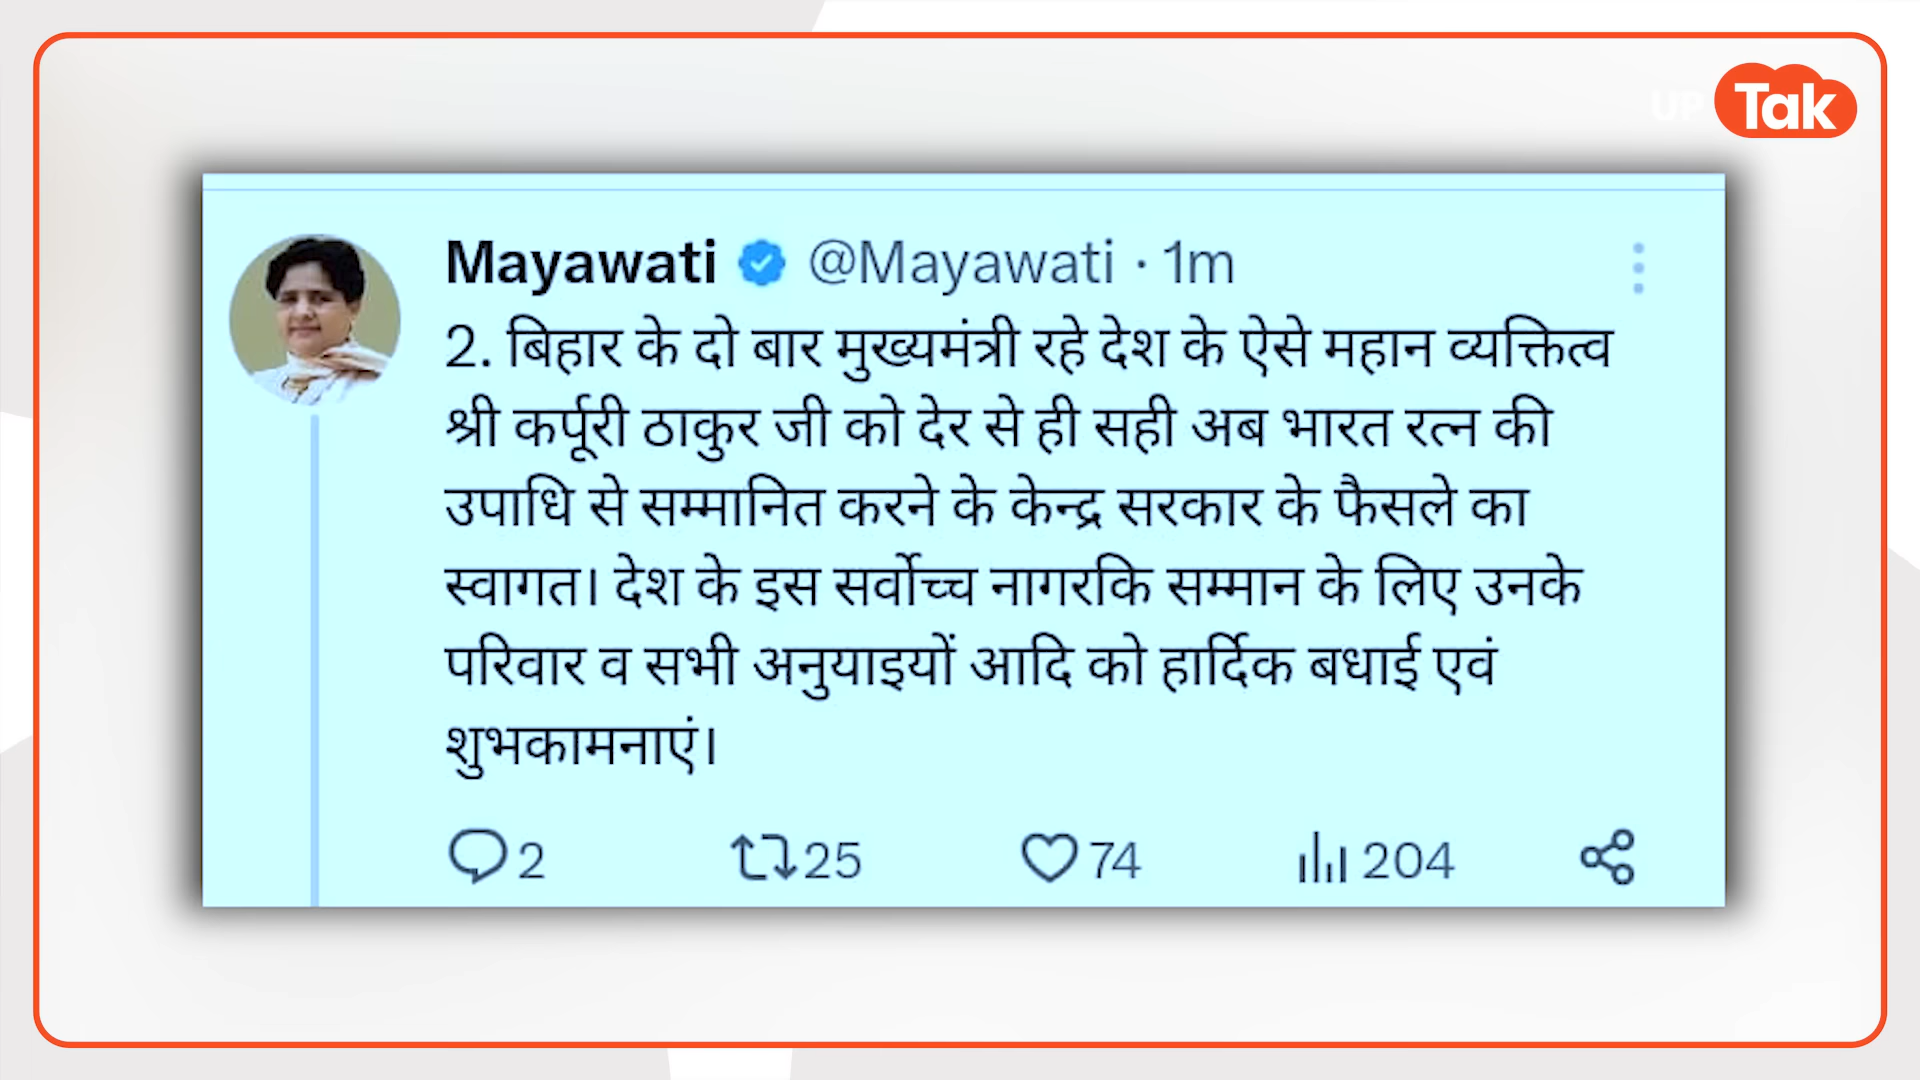 UP Tak
Mayawati @Mayawati · 1m
2. बिहार के दो बार मुख्यमंत्री रहे देश के ऐसे महान व्यक्तित्व
श्री कर्पूरी ठाकुर जी को देर से ही सही अब भारत रत्न की
उपाधि से सम्मानित करने के केन्द्र सरकार के फैसले का
स्वागत। देश के इस सर्वोच्च नागरकि सम्मान के लिए उनके
परिवार व सभी अनुयाइयों आदि को हार्दिक बधाई एवं
शुभकामनाएं।
2 25 74 204